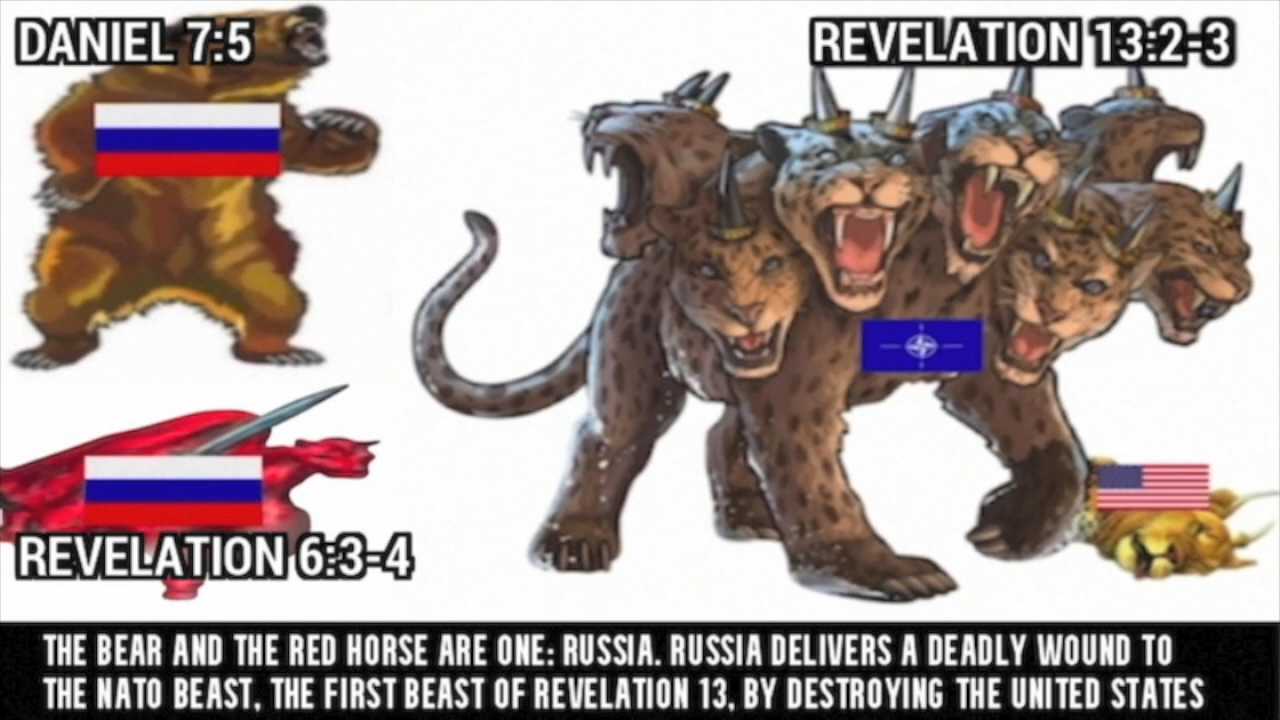 DANIEL 7:5
REVELATION 13:2-3
REVELATION 6:3-4
THE BEAR AND THE RED HORSE ARE ONE: RUSSIA. RUSSIA DELIVERS A DEADLY WOUND TO
THE NATO BEAST, THE FIRST BEAST OF REVELATION 13, BY DESTROYING THE UNITED STATES